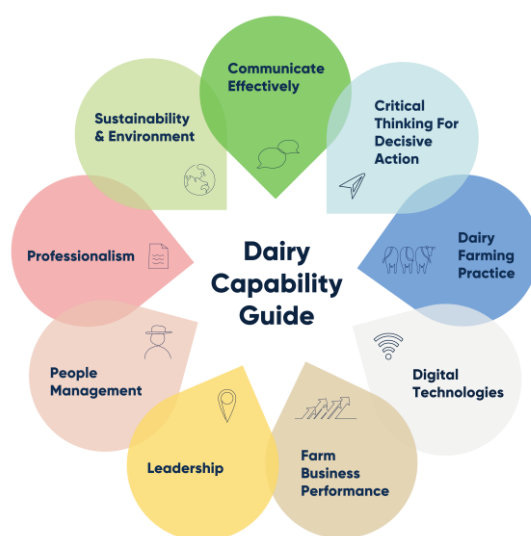 Communicate
Effectively
Critical
Thinking For
Decisive
Action
Dairy
Farming
Practice
Digital
Technologies
Farm
Business
Performance
Leadership
People
Management
Professionalism
Sustainability
& Environment
Dairy
Capability
Guide